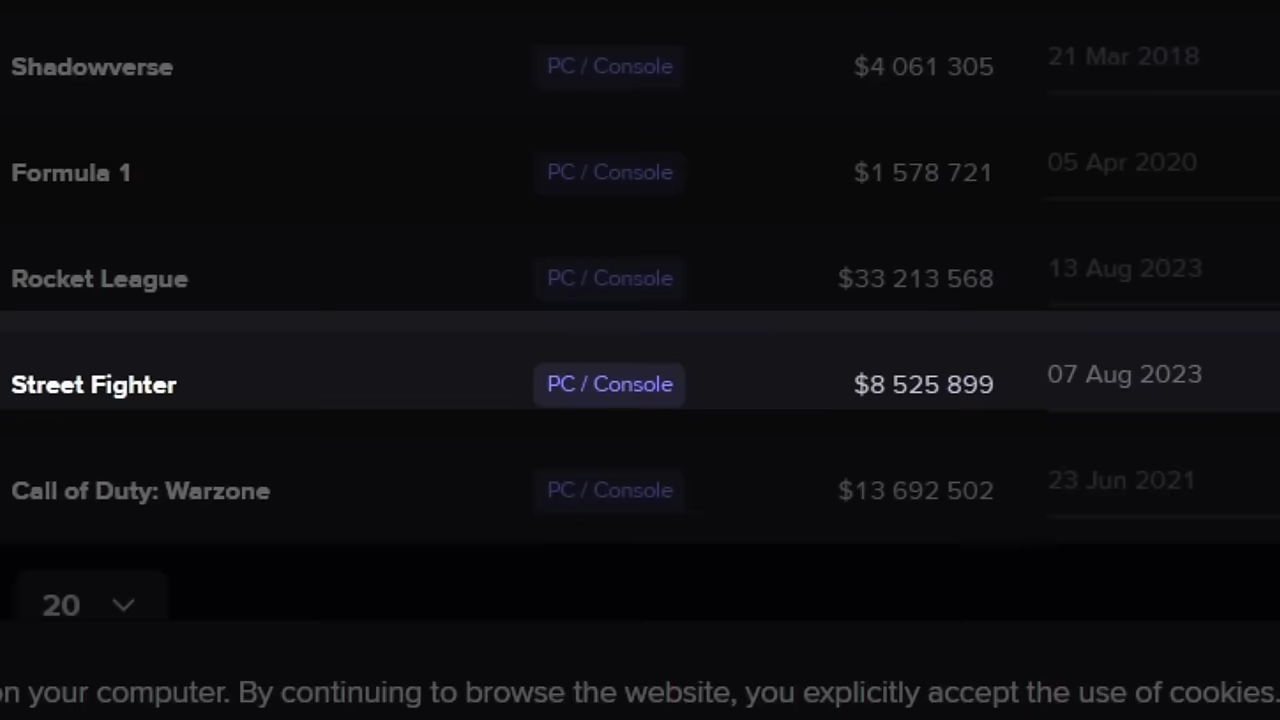 Shadowverse PC / Console $4 061 305 21 Mar 2018
Formula 1 PC / Console $1 578 721 05 Apr 2020
Rocket League PC / Console $33 213 568 13 Aug 2023
Street Fighter PC / Console $8 525 899 07 Aug 2023
Call of Duty: Warzone PC / Console $13 692 502 23 Jun 2021
20
on your computer. By continuing to browse the website, you explicitly accept the use of cookies.